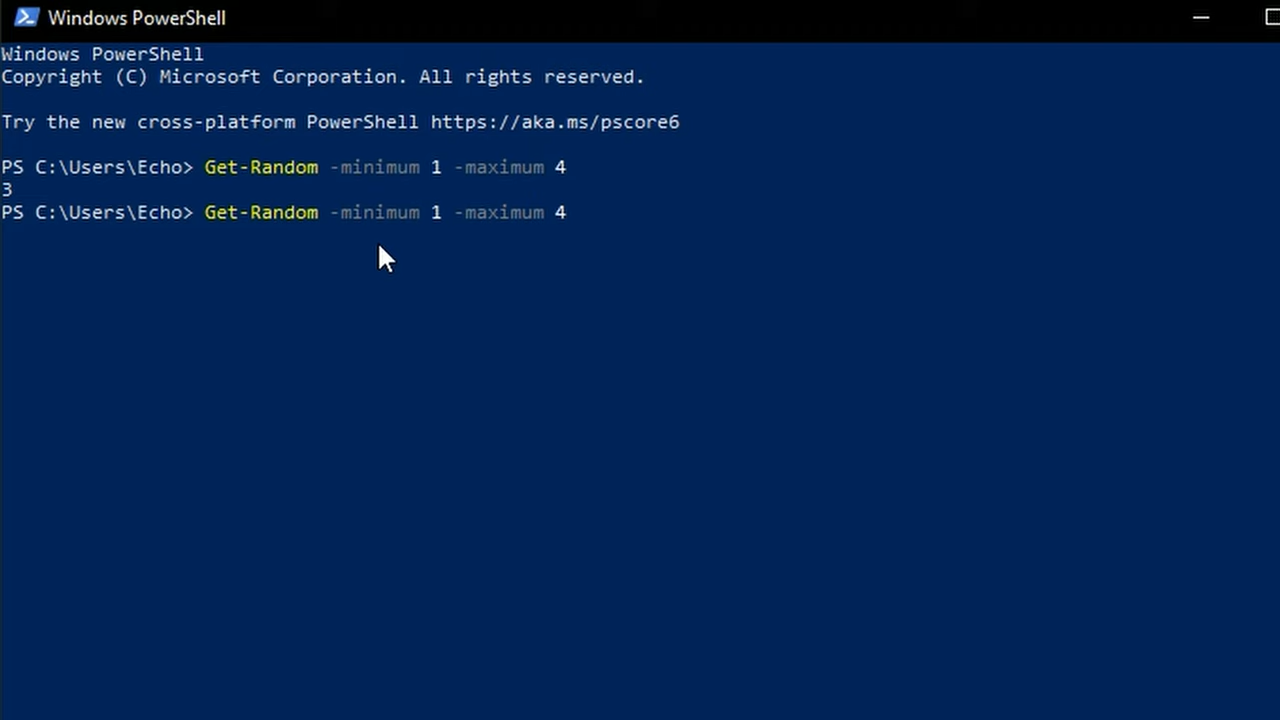 Windows PowerShell
Windows PowerShell
Copyright (C) Microsoft Corporation. All rights reserved.
Try the new cross-platform PowerShell https://aka.ms/pscore6
PS C:\Users\Echo> Get-Random -minimum 1 -maximum 4
3
PS C:\Users\Echo> Get-Random -minimum 1 -maximum 4